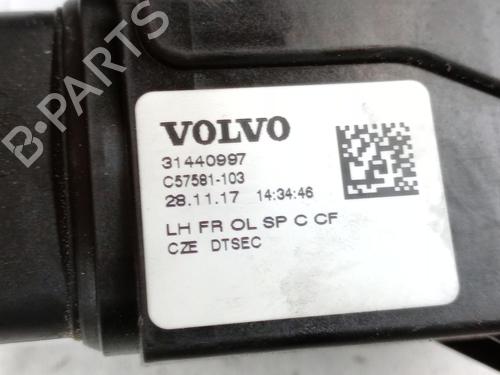 VOLVO
31440997
C57581-103
28.11.17 14:34:46
LH FR OL SP C CF
CZE DTSEC
B-PARTS